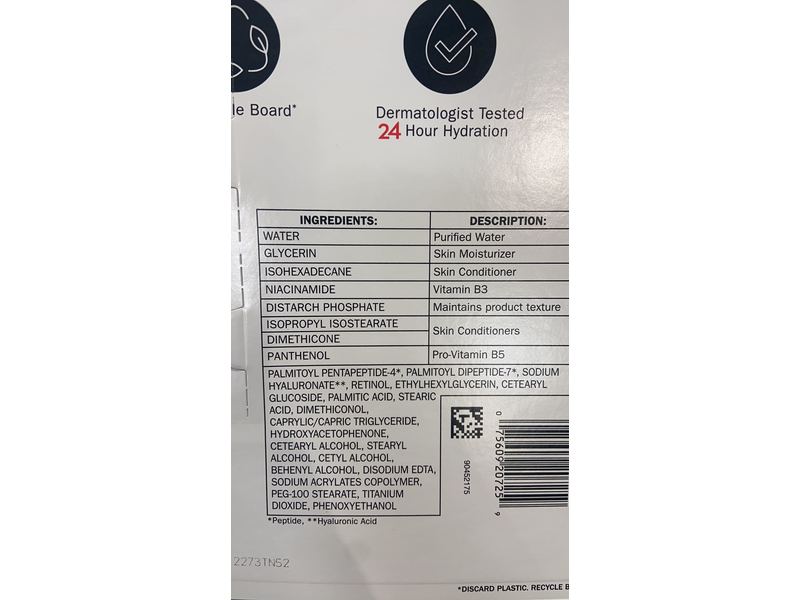 le Board*
Dermatologist Tested
24 Hour Hydration
INGREDIENTS: DESCRIPTION:
WATER Purified Water
GLYCERIN Skin Moisturizer
ISOHEXADECANE Skin Conditioner
NIACINAMIDE Vitamin B3
DISTARCH PHOSPHATE Maintains product texture
ISOPROPYL ISOSTEARATE
Skin Conditioners
DIMETHICONE
PANTHENOL Pro-Vitamin B5
PALMITOYL PENTAPEPTIDE-4*, PALMITOYL DIPEPTIDE-7*, SODIUM
HYALURONATE**, RETINOL, ETHYLHEXYLGLYCERIN, CETEARYL
GLUCOSIDE, PALMITIC ACID, STEARIC
ACID, DIMETHICONOL,
CAPRYLIC/CAPRIC TRIGLYCERIDE,
HYDROXYACETOPHENONE,
CETEARYL ALCOHOL, STEARYL
ALCOHOL, CETYL ALCOHOL,
BEHENYL ALCOHOL, DISODIUM EDTA,
SODIUM ACRYLATES COPOLYMER,
PEG-100 STEARATE, TITANIUM
DIOXIDE, PHENOXYETHANOL
*Peptide, **Hyaluronic Acid
90452175
0 75609 20725 9
2273TNS2
*DISCARD PLASTIC. RECYCLE B